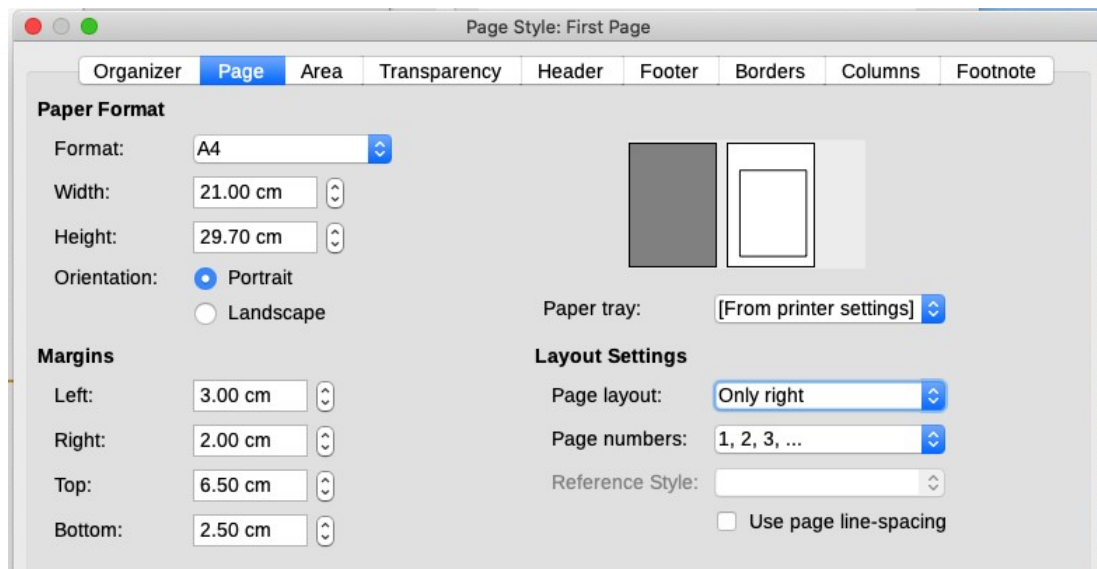 Page Style: First Page
Organizer Page Area Transparency Header Footer Borders Columns Footnote
Paper Format
Format: A4
Width: 21.00 cm
Height: 29.70 cm
Orientation: Portrait
Landscape
Paper tray: [From printer settings]
Margins
Left: 3.00 cm
Right: 2.00 cm
Top: 6.50 cm
Bottom: 2.50 cm
Layout Settings
Page layout: Only right
Page numbers: 1, 2, 3, ...
Reference Style:
Use page line-spacing